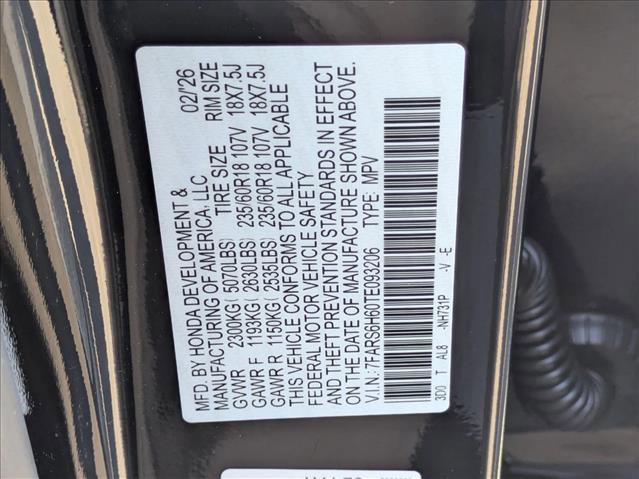 MFD. BY HONDA DEVELOPMENT & 02/26
MANUFACTURING OF AMERICA, LLC
TIRE SIZE RIM SIZE
GVWR 2300KG( 5070LBS)
GAWR F 1193KG( 2630LBS) 235/60R18 107V 18X7.5J
GAWR R 1150KG( 2535LBS) 235/60R18 107V 18X7.5J
THIS VEHICLE CONFORMS TO ALL APPLICABLE
FEDERAL MOTOR VEHICLE SAFETY
AND THEFT PREVENTION STANDARDS IN EFFECT
ON THE DATE OF MANUFACTURE SHOWN ABOVE.
V.I.N.: 7FARS6H60TE093206 TYPE: MPV
3D0 T AL8 -NH731P -V -E